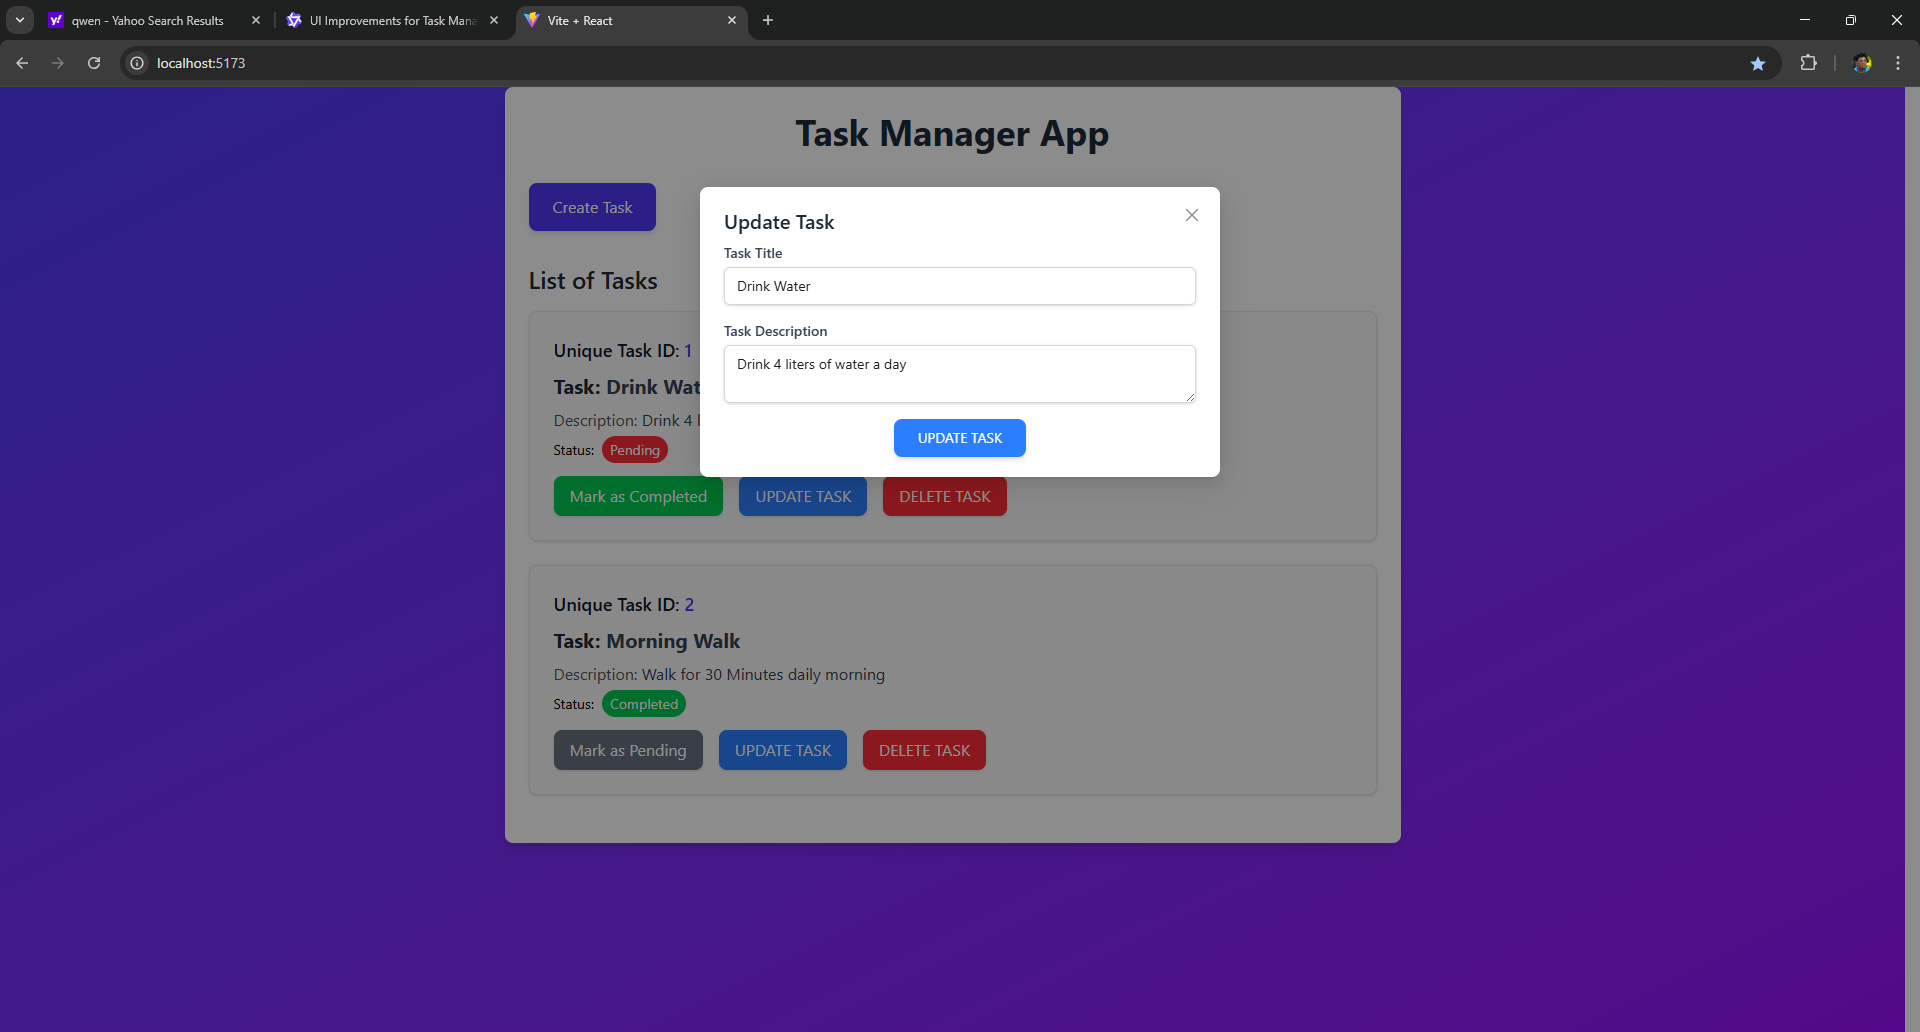 qwen - Yahoo Search Results
UI Improvements for Task Mana
Vite + React
localhost:5173
Task Manager App
Create Task
List of Tasks
Unique Task ID: 1
Task: Drink Wat
Description: Drink 4 l
Status: Pending
Mark as Completed UPDATE TASK DELETE TASK
Update Task
Task Title
Drink Water
Task Description
Drink 4 liters of water a day
UPDATE TASK
Unique Task ID: 2
Task: Morning Walk
Description: Walk for 30 Minutes daily morning
Status: Completed
Mark as Pending UPDATE TASK DELETE TASK